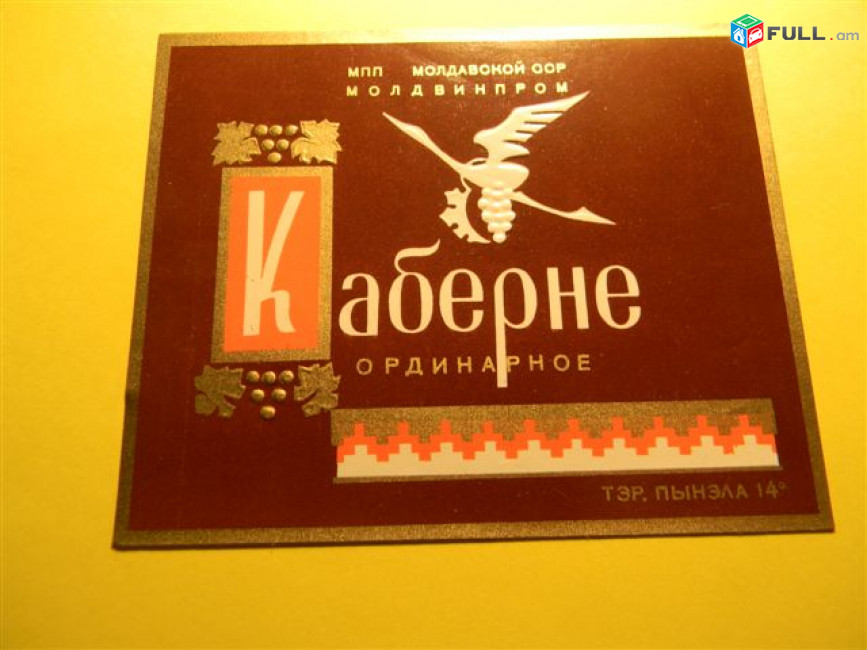 FULL.am
МПП МОЛДАВСКОЙ ССР
МОЛДВИНПРОМ
Каберне
ОРДИНАРНОЕ
ТЭР. ПЫНЭЛА 14°